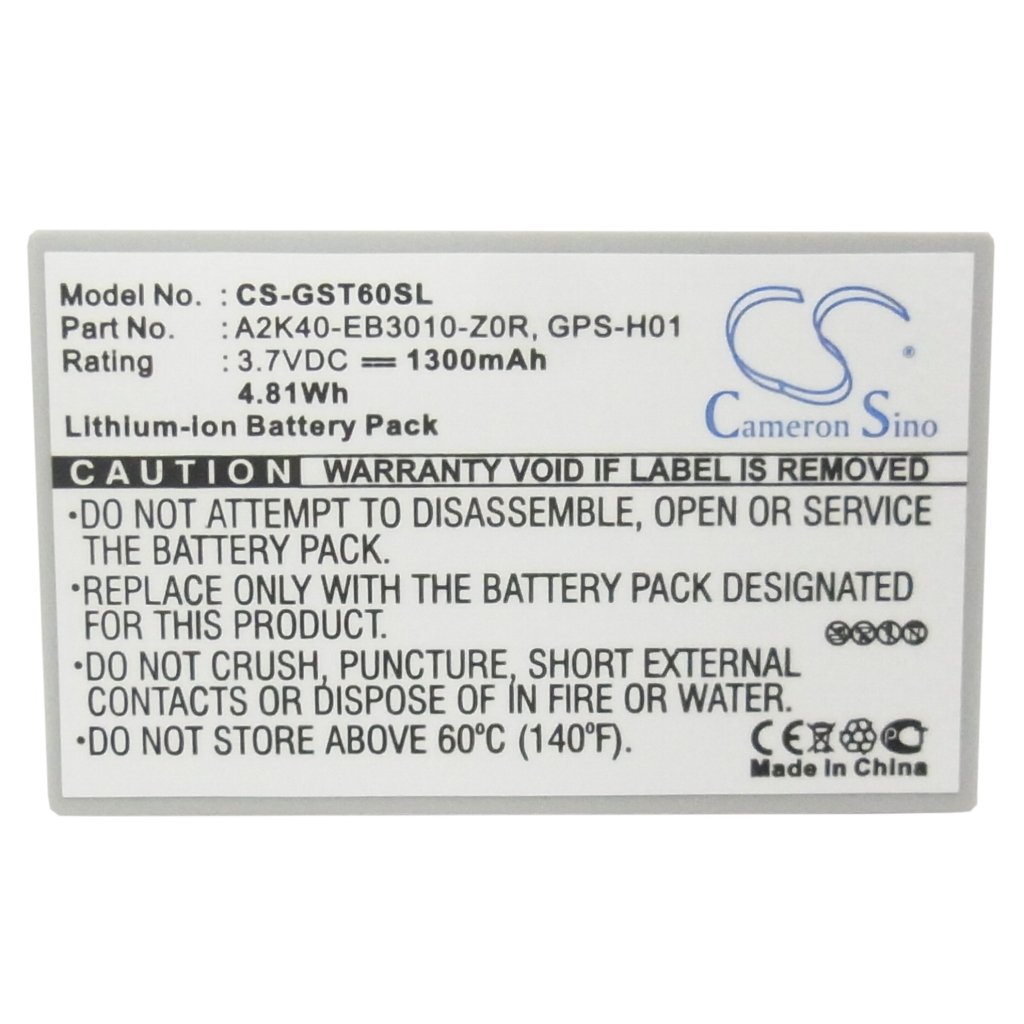 Model No. : CS-GST60SL
Part No. : A2K40-EB3010-Z0R, GPS-H01
Rating : 3.7VDC ⎓ 1300mAh
4.81Wh
Lithium-ion Battery Pack
CS ®
Cameron Sino
CAUTION WARRANTY VOID IF LABEL IS REMOVED
·DO NOT ATTEMPT TO DISASSEMBLE, OPEN OR SERVICE
THE BATTERY PACK.
·REPLACE ONLY WITH THE BATTERY PACK DESIGNATED
FOR THIS PRODUCT.
·DO NOT CRUSH, PUNCTURE, SHORT EXTERNAL
CONTACTS OR DISPOSE OF IN FIRE OR WATER.
·DO NOT STORE ABOVE 60ºC (140ºF).
CE
Made in China